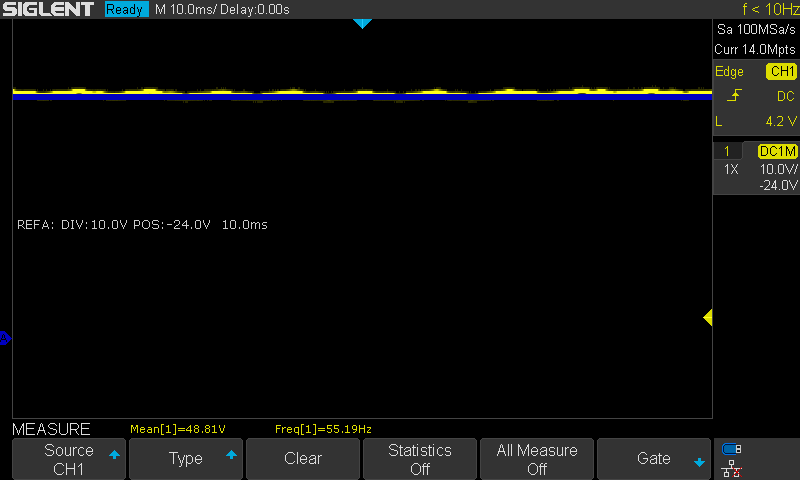 SIGLENT Ready M 10.0ms/ Delay:0.00s f < 10Hz
Sa 100MSa/s
Curr 14.0Mpts
Edge CH1
DC
L 4.2 V
1 DC1M
1X 10.0V/
-24.0V
REFA: DIV:10.0V POS:-24.0V 10.0ms
MEASURE Mean[1]=48.81V Freq[1]=55.19Hz
Source
CH1
Type
Clear
Statistics
Off
All Measure
Off
Gate